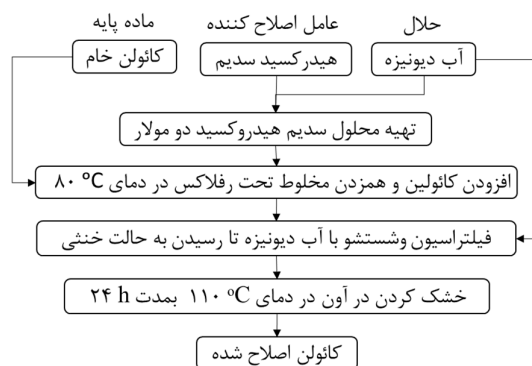 حلال
عامل اصلاح کننده
ماده پایه
آب دیونیزه
هیدرکسید سدیم
کائولن خام
تهیه محلول سدیم هیدروکسید دو مولار
افزودن کائولین و همزدن مخلوط تحت رفلاکس در دمای ۸۰ °C
فیلتراسیون وشستشو با آب دیونیزه تا رسیدن به حالت خنثی
خشک کردن در آون در دمای ۱۱۰ °C بمدت ۲۴ h
کائولن اصلاح شده